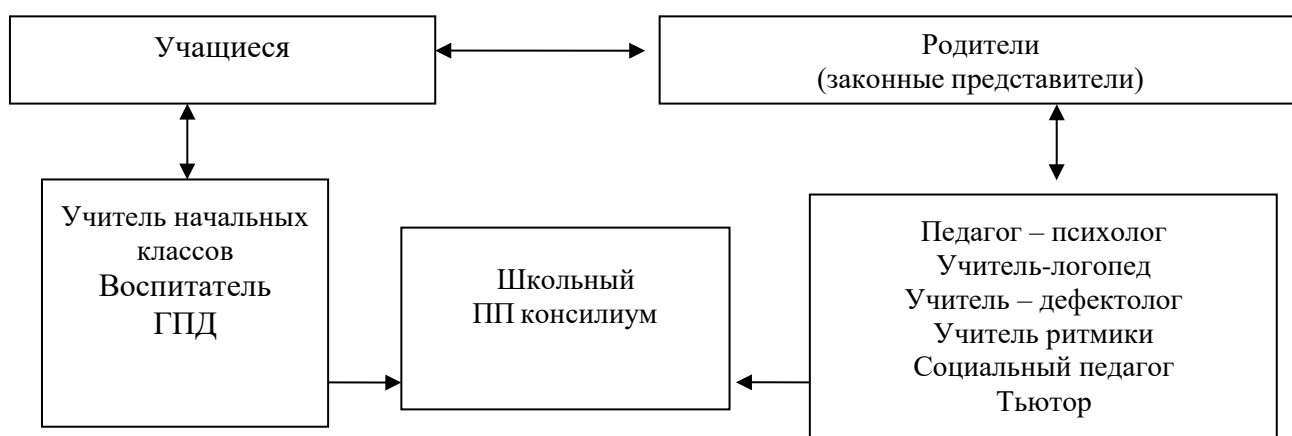 Учащиеся
Родители
(законные представители)
Учитель начальных
классов
Воспитатель
ГПД
Школьный
ПП консилиум
Педагог – психолог
Учитель-логопед
Учитель – дефектолог
Учитель ритмики
Социальный педагог
Тьютор